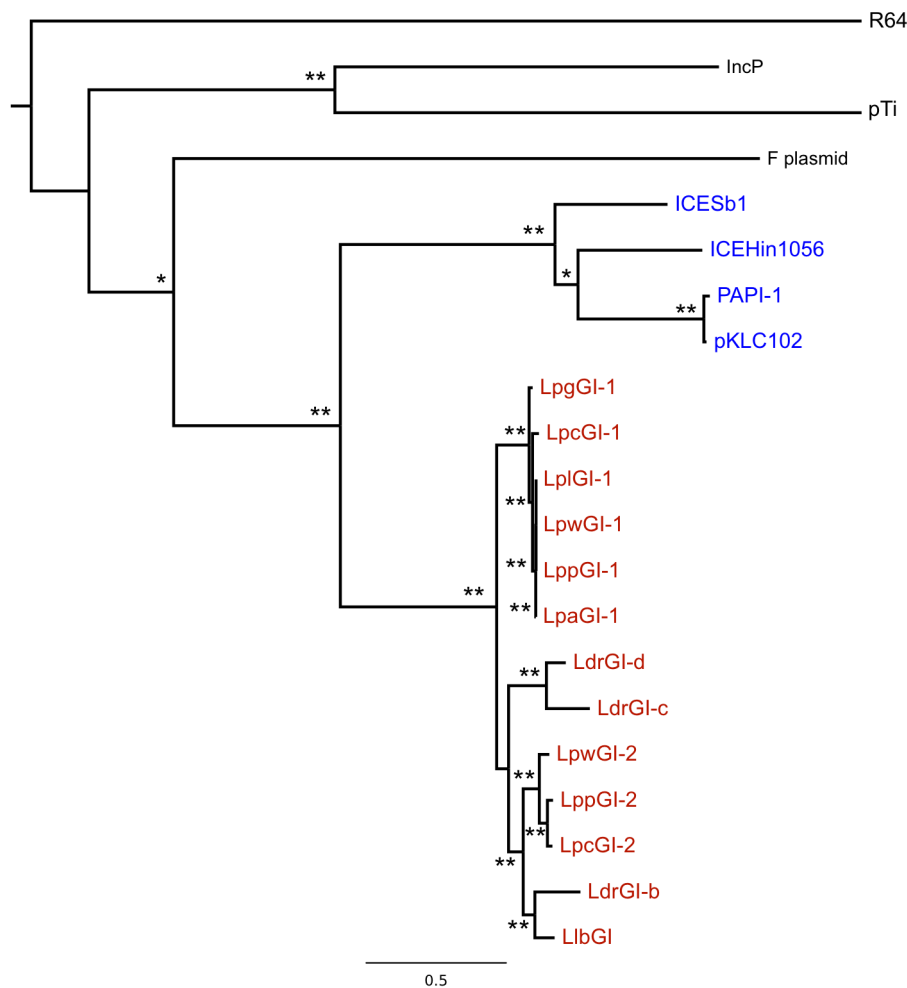 R64
**
IncP
pTi
F plasmid
ICESb1
**
ICEHin1056
*
*
PAPI-1
**
pKLC102
LpgGI-1
**
**
LpcGI-1
LplGI-1
**
LpwGI-1
**
LppGI-1
**
**
LpaGI-1
LdrGI-d
**
LdrGI-c
LpwGI-2
**
LppGI-2
**
LpcGI-2
**
LdrGI-b
**
LlbGI
0.5